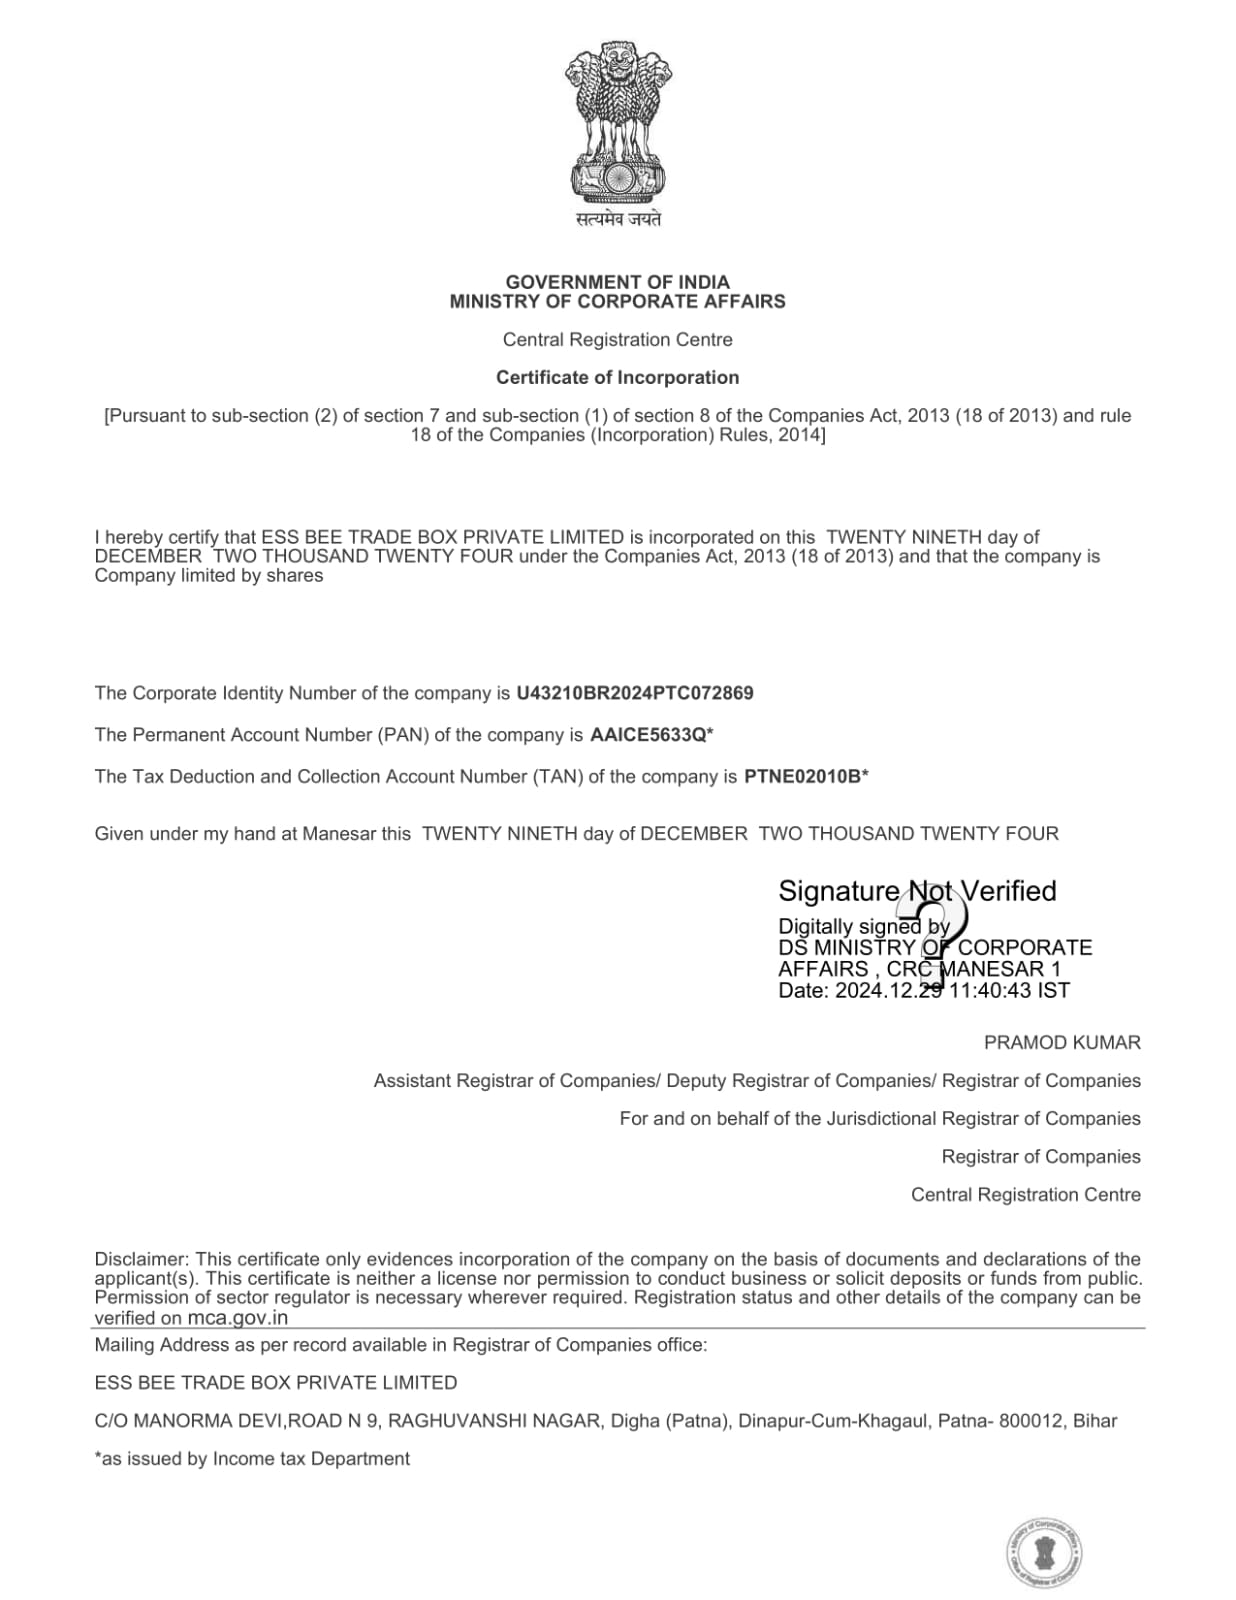 सत्यमेव जयते
GOVERNMENT OF INDIA
MINISTRY OF CORPORATE AFFAIRS
Central Registration Centre
Certificate of Incorporation
[Pursuant to sub-section (2) of section 7 and sub-section (1) of section 8 of the Companies Act, 2013 (18 of 2013) and rule
18 of the Companies (Incorporation) Rules, 2014]
I hereby certify that ESS BEE TRADE BOX PRIVATE LIMITED is incorporated on this TWENTY NINETH day of
DECEMBER TWO THOUSAND TWENTY FOUR under the Companies Act, 2013 (18 of 2013) and that the company is
Company limited by shares
The Corporate Identity Number of the company is U43210BR2024PTC072869
The Permanent Account Number (PAN) of the company is AAICE5633Q*
The Tax Deduction and Collection Account Number (TAN) of the company is PTNE02010B*
Given under my hand at Manesar this TWENTY NINETH day of DECEMBER TWO THOUSAND TWENTY FOUR
Signature Not Verified
Digitally signed by
DS MINISTRY OF CORPORATE
AFFAIRS , CRC MANESAR 1
Date: 2024.12.29 11:40:43 IST
PRAMOD KUMAR
Assistant Registrar of Companies/ Deputy Registrar of Companies/ Registrar of Companies
For and on behalf of the Jurisdictional Registrar of Companies
Registrar of Companies
Central Registration Centre
Disclaimer: This certificate only evidences incorporation of the company on the basis of documents and declarations of the
applicant(s). This certificate is neither a license nor permission to conduct business or solicit deposits or funds from public.
Permission of sector regulator is necessary wherever required. Registration status and other details of the company can be
verified on mca.gov.in
Mailing Address as per record available in Registrar of Companies office:
ESS BEE TRADE BOX PRIVATE LIMITED
C/O MANORMA DEVI,ROAD N 9, RAGHUVANSHI NAGAR, Digha (Patna), Dinapur-Cum-Khagaul, Patna- 800012, Bihar
*as issued by Income tax Department
Ministry of Corporate Affairs
Office of Registrar of Companies